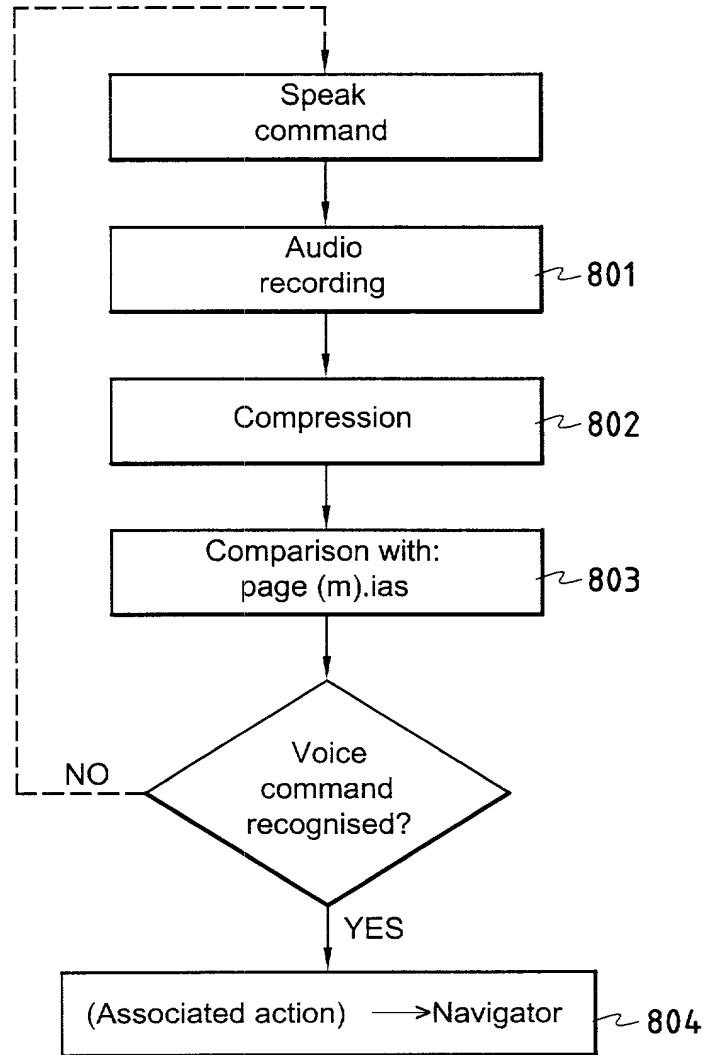 Speak
command
Audio
recording
801
Compression
802
Comparison with:
page (m).ias
803
Voice
command
recognised?
NO
YES
(Associated action) →Navigator
804